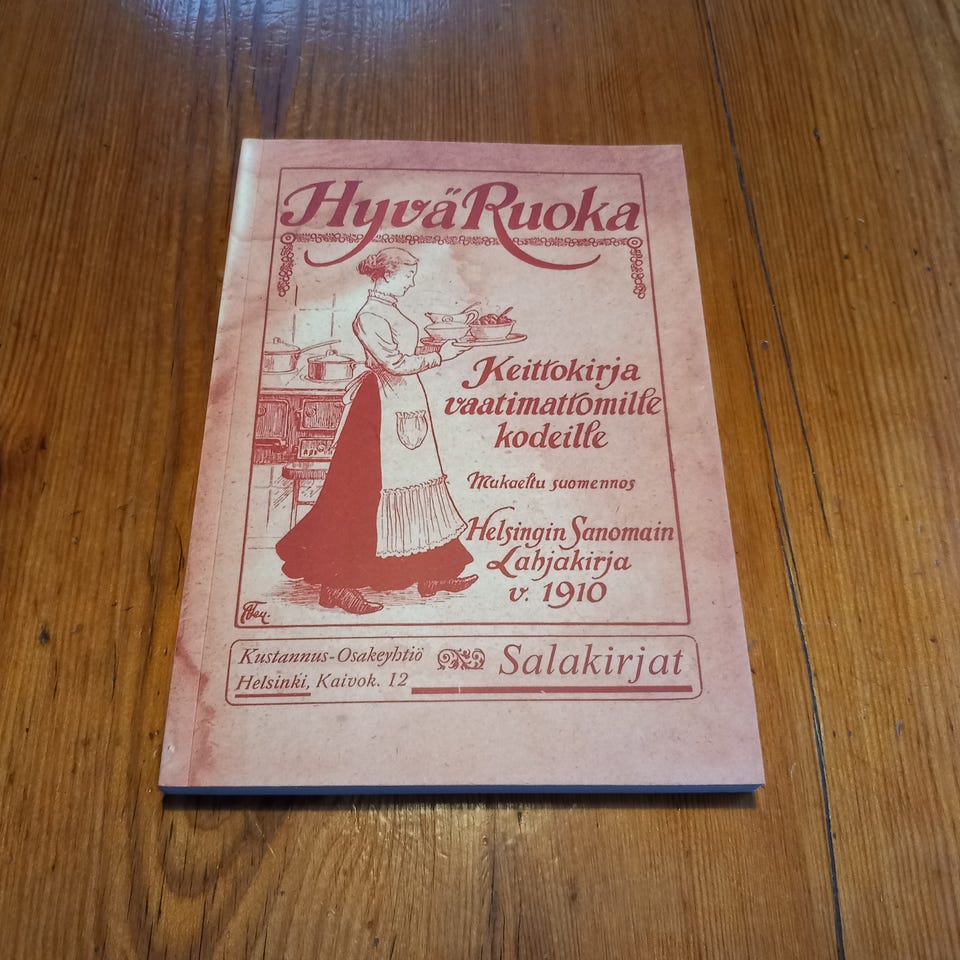 Hyvä Ruoka
Keittokirja
vaatimattomille
kodeille
Mukaeltu suomennos
Helsingin Sanomain
Lahjakirja
v. 1910
Kustannus-Osakeyhtiö
Helsinki, Kaivok. 12
Salakirjat